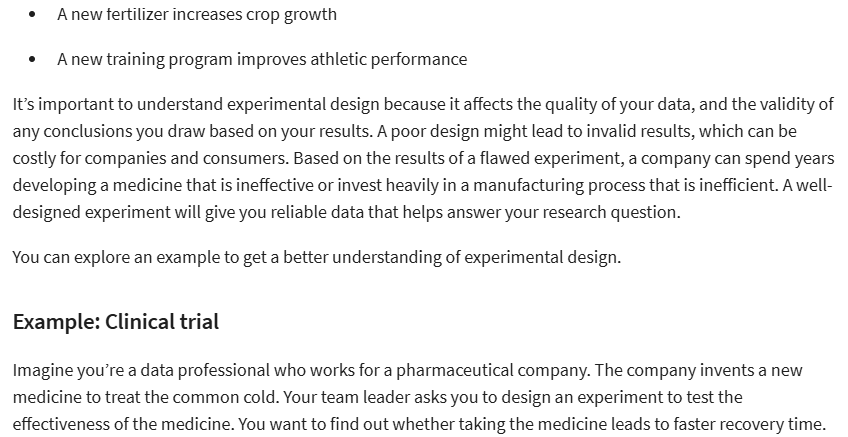 • A new fertilizer increases crop growth
• A new training program improves athletic performance
It’s important to understand experimental design because it affects the quality of your data, and the validity of
any conclusions you draw based on your results. A poor design might lead to invalid results, which can be
costly for companies and consumers. Based on the results of a flawed experiment, a company can spend years
developing a medicine that is ineffective or invest heavily in a manufacturing process that is inefficient. A well-
designed experiment will give you reliable data that helps answer your research question.
You can explore an example to get a better understanding of experimental design.
Example: Clinical trial
Imagine you’re a data professional who works for a pharmaceutical company. The company invents a new
medicine to treat the common cold. Your team leader asks you to design an experiment to test the
effectiveness of the medicine. You want to find out whether taking the medicine leads to faster recovery time.